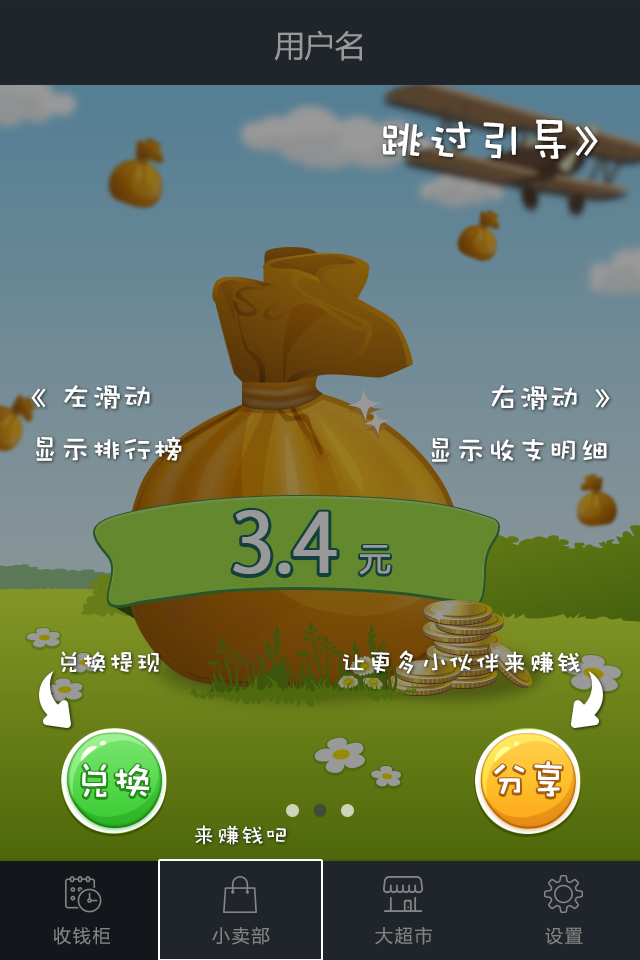 用户名
跳过引导》
《 左滑动
右滑动 》
显示排行榜
显示收支明细
3.4 元
兑换提现
让更多小伙伴来赚钱
兑换
分享
来赚钱吧
收钱柜
小卖部
大超市
设置